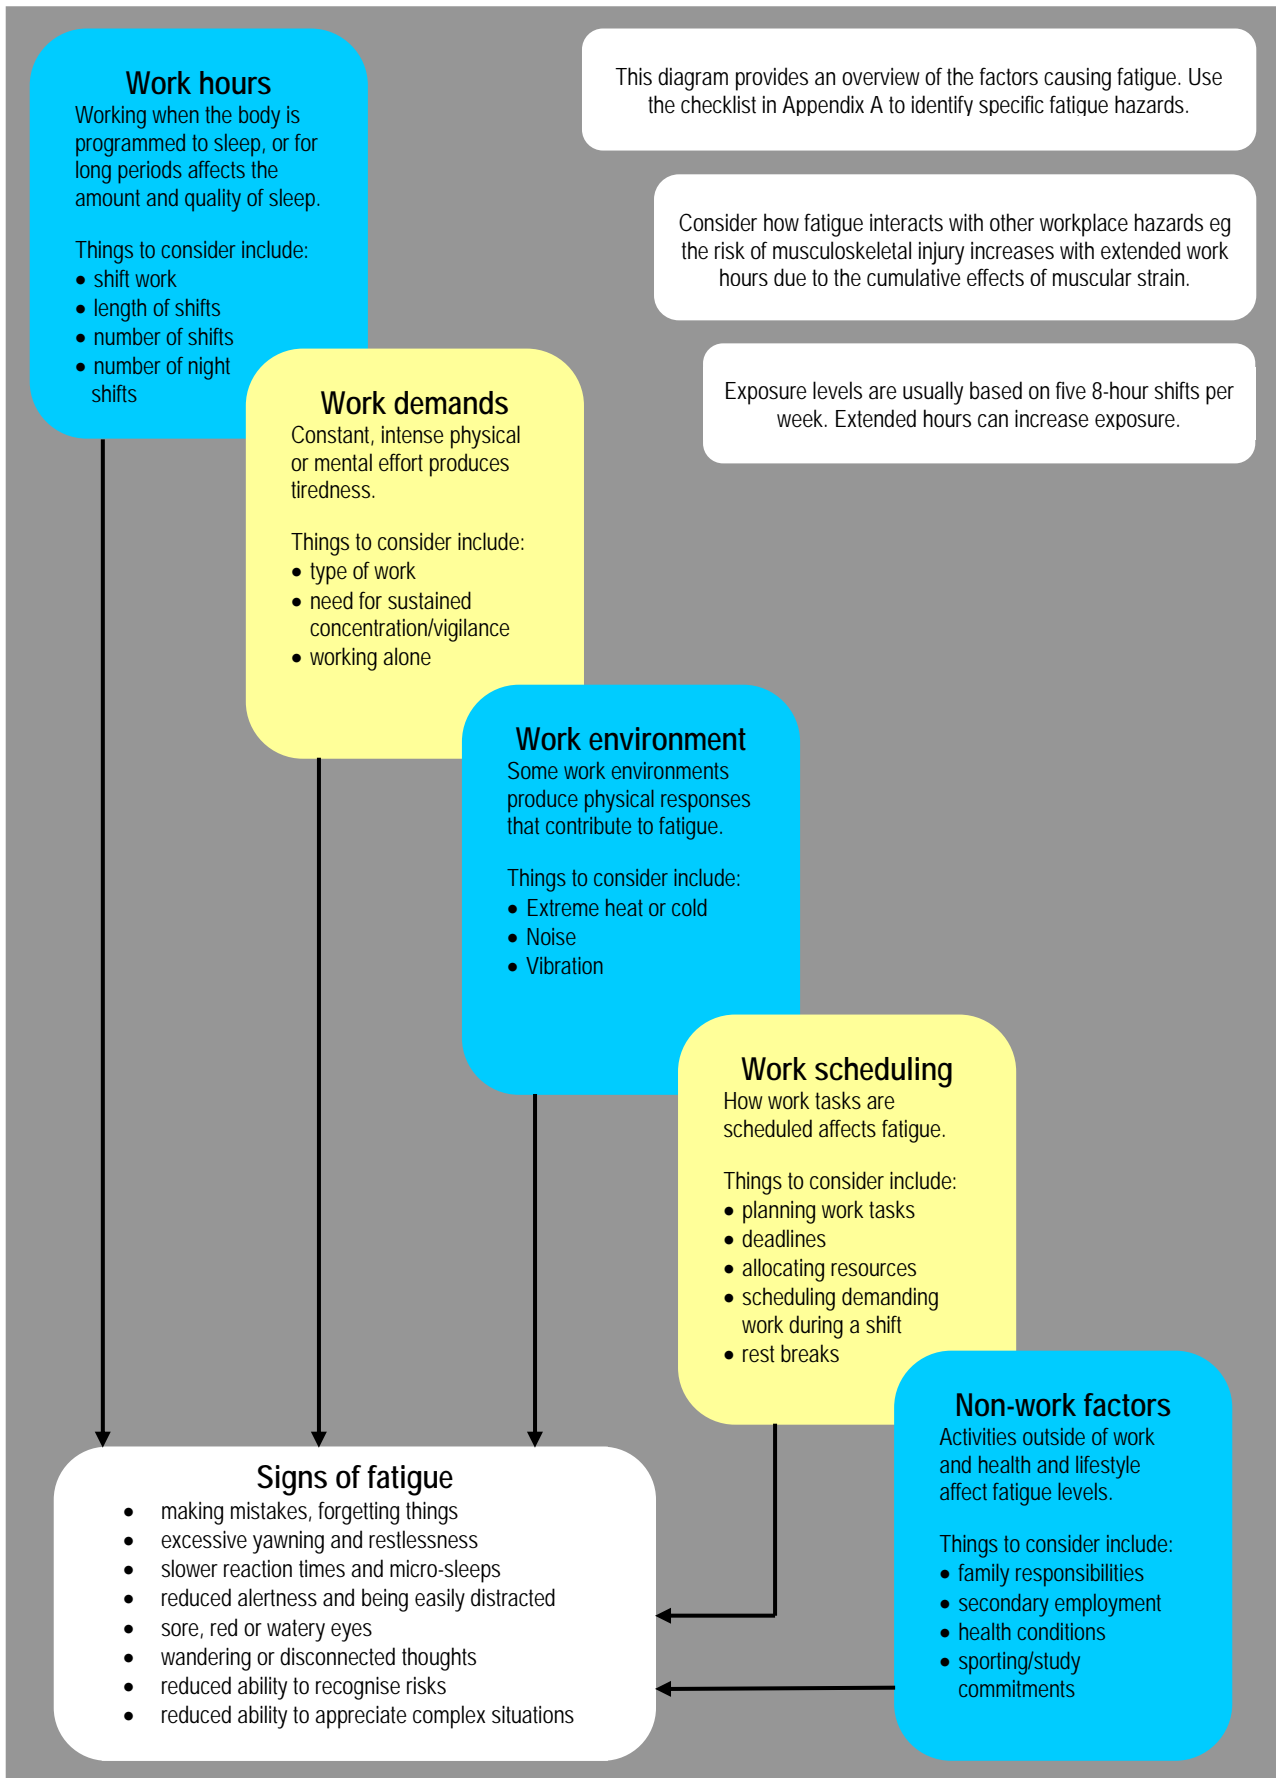 Work hours
Working when the body is
programmed to sleep, or for
long periods affects the
amount and quality of sleep.
Things to consider include:
• shift work
• length of shifts
• number of shifts
• number of night
shifts
This diagram provides an overview of the factors causing fatigue. Use
the checklist in Appendix A to identify specific fatigue hazards.
Consider how fatigue interacts with other workplace hazards eg
the risk of musculoskeletal injury increases with extended work
hours due to the cumulative effects of muscular strain.
Exposure levels are usually based on five 8-hour shifts per
week. Extended hours can increase exposure.
Work demands
Constant, intense physical
or mental effort produces
tiredness.
Things to consider include:
• type of work
• need for sustained
concentration/vigilance
• working alone
Work environment
Some work environments
produce physical responses
that contribute to fatigue.
Things to consider include:
• Extreme heat or cold
• Noise
• Vibration
Work scheduling
How work tasks are
scheduled affects fatigue.
Things to consider include:
• planning work tasks
• deadlines
• allocating resources
• scheduling demanding
work during a shift
• rest breaks
Non-work factors
Activities outside of work
and health and lifestyle
affect fatigue levels.
Things to consider include:
• family responsibilities
• secondary employment
• health conditions
• sporting/study
commitments
Signs of fatigue
• making mistakes, forgetting things
• excessive yawning and restlessness
• slower reaction times and micro-sleeps
• reduced alertness and being easily distracted
• sore, red or watery eyes
• wandering or disconnected thoughts
• reduced ability to recognise risks
• reduced ability to appreciate complex situations